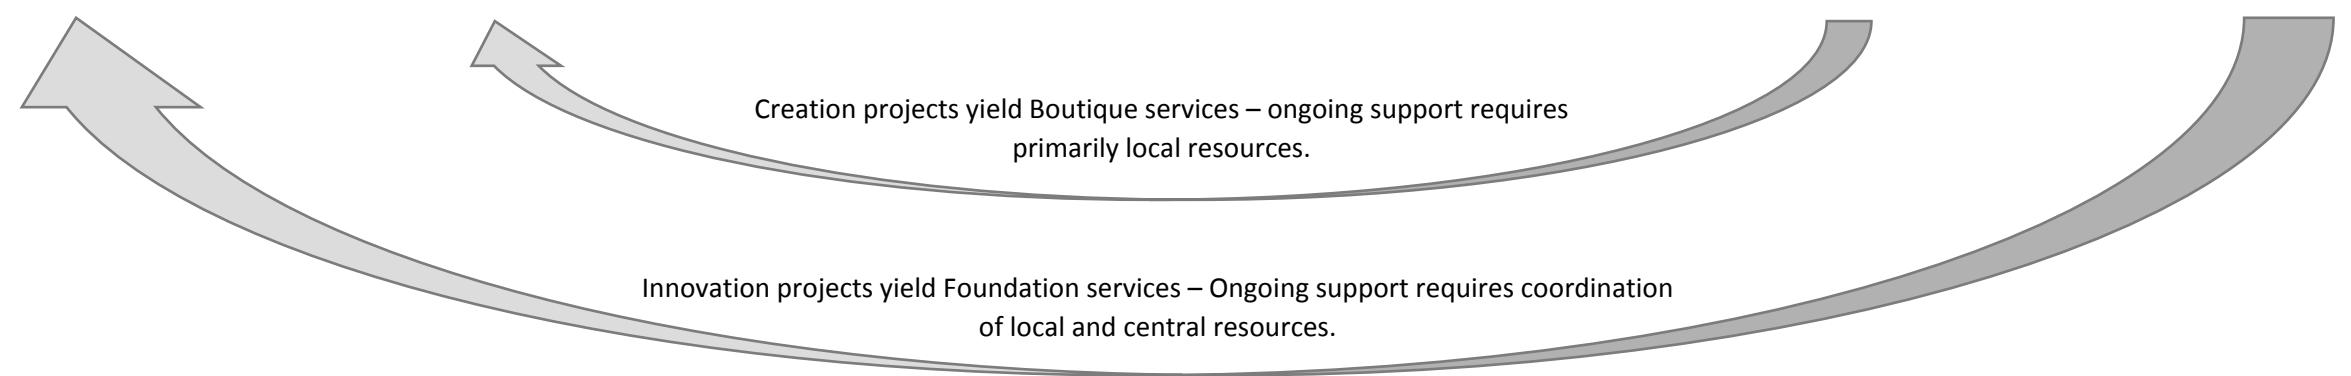 Creation projects yield Boutique services – ongoing support requires
primarily local resources.
Innovation projects yield Foundation services – Ongoing support requires coordination
of local and central resources.